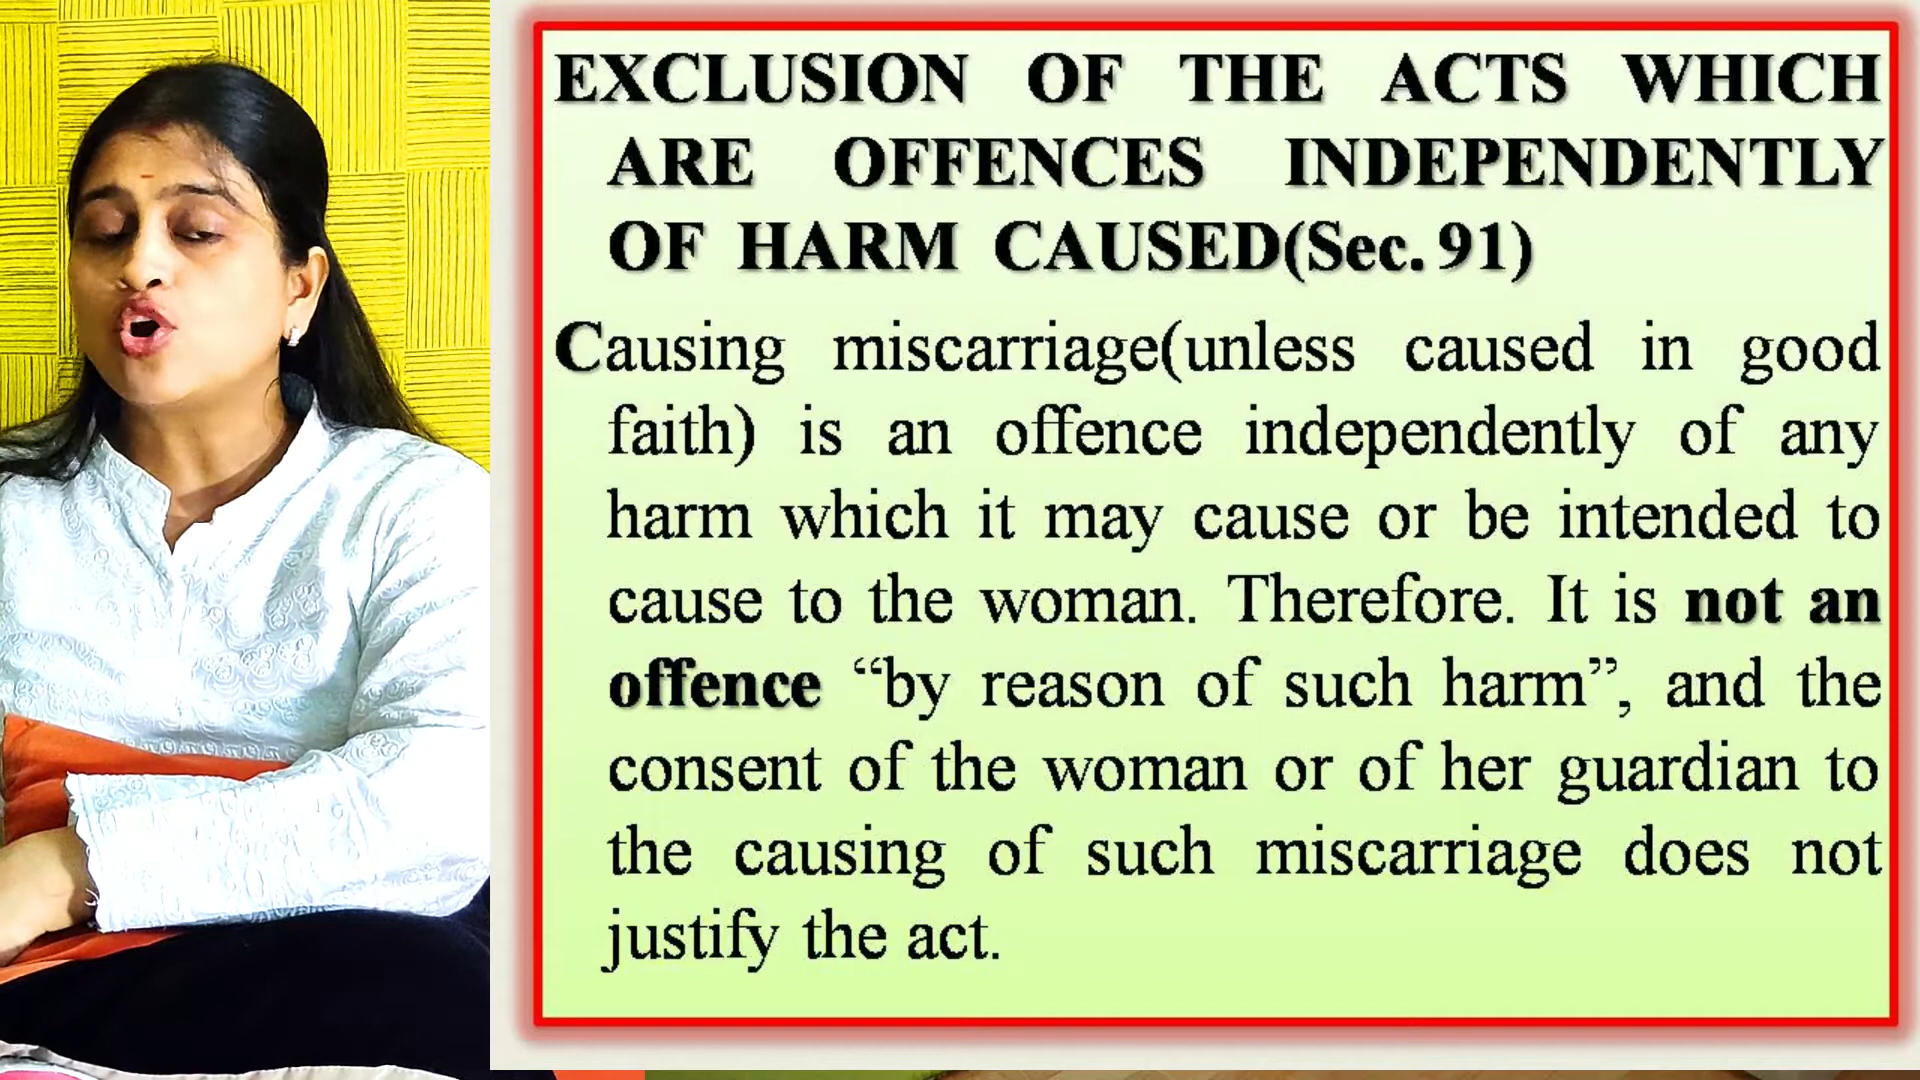 EXCLUSION OF THE ACTS WHICH
ARE OFFENCES INDEPENDENTLY
OF HARM CAUSED(Sec. 91)
Causing miscarriage(unless caused in good
faith) is an offence independently of any
harm which it may cause or be intended to
cause to the woman. Therefore. It is not an
offence “by reason of such harm”, and the
consent of the woman or of her guardian to
the causing of such miscarriage does not
justify the act.